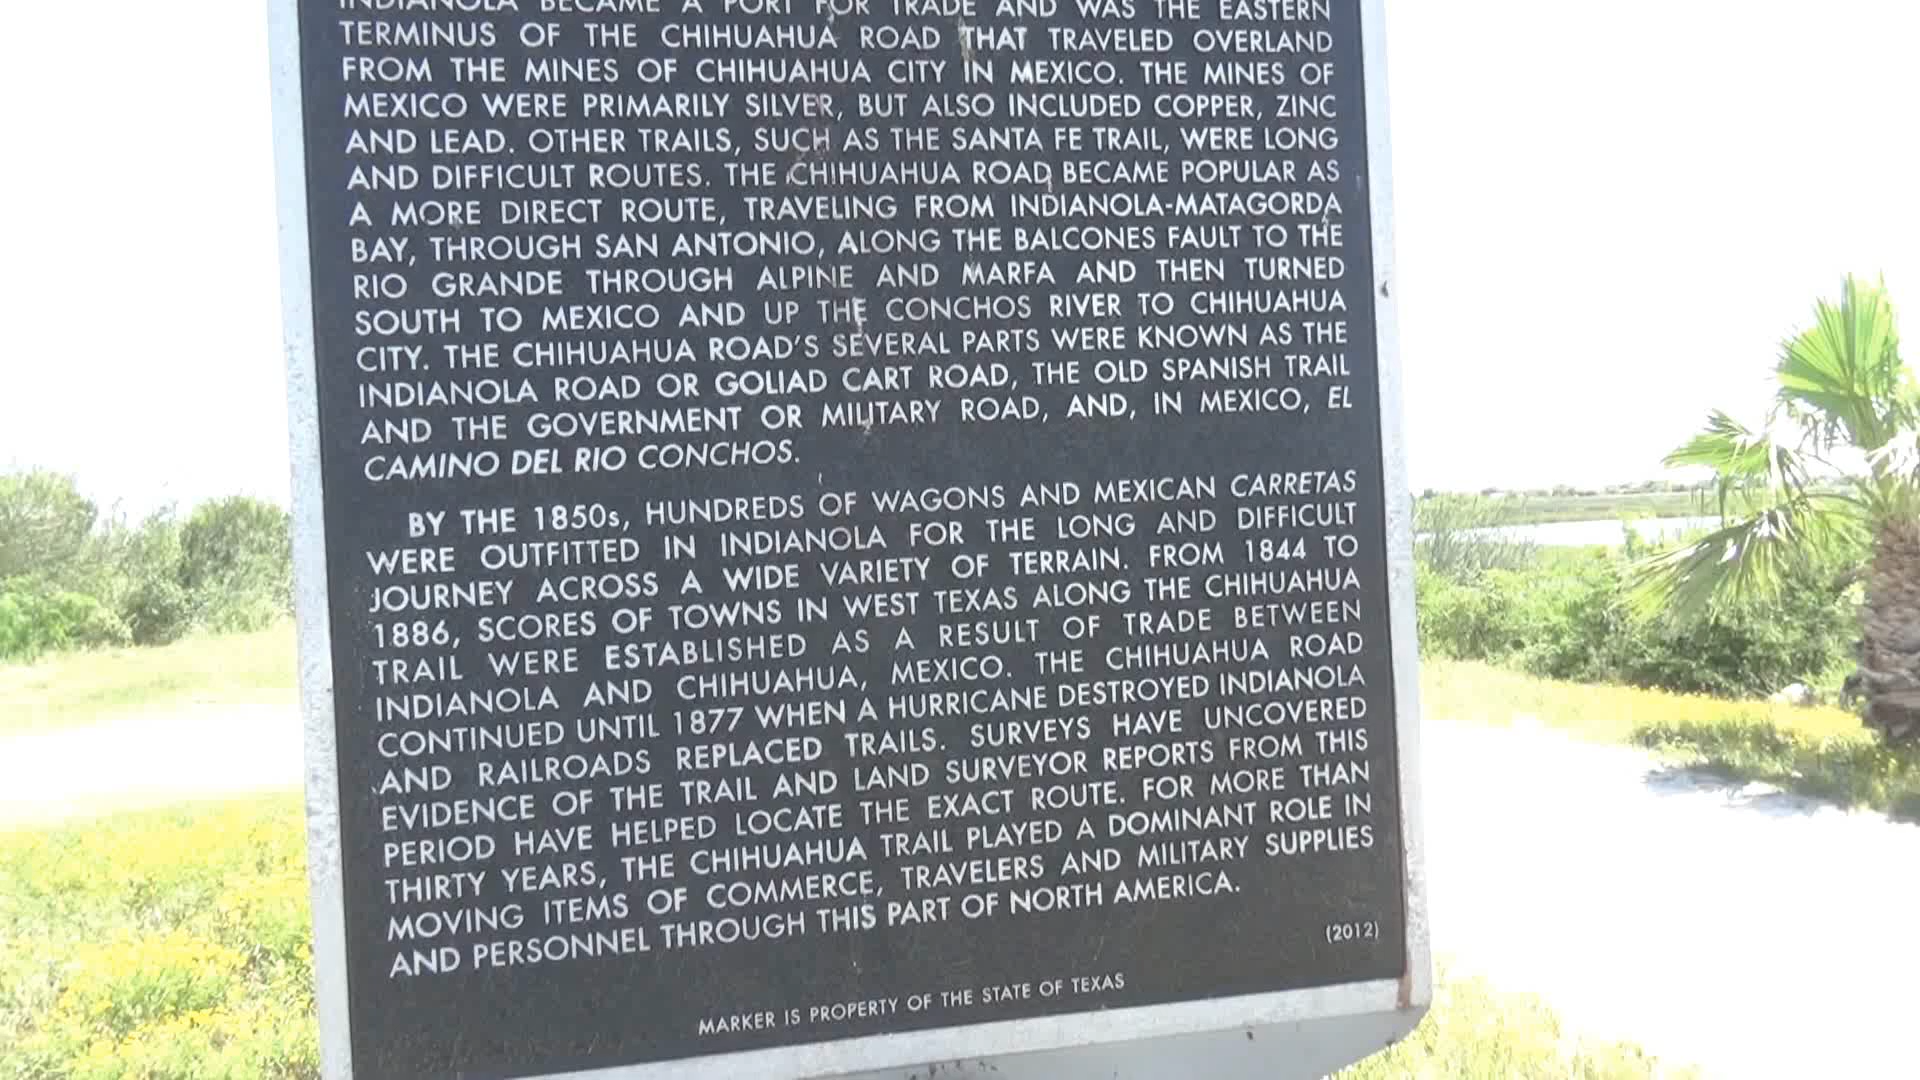 INDIANOLA BECAME A PORT FOR TRADE AND WAS THE EASTERN
TERMINUS OF THE CHIHUAHUA ROAD THAT TRAVELED OVERLAND
FROM THE MINES OF CHIHUAHUA CITY IN MEXICO. THE MINES OF
MEXICO WERE PRIMARILY SILVER, BUT ALSO INCLUDED COPPER, ZINC
AND LEAD. OTHER TRAILS, SUCH AS THE SANTA FE TRAIL, WERE LONG
AND DIFFICULT ROUTES. THE CHIHUAHUA ROAD BECAME POPULAR AS
A MORE DIRECT ROUTE, TRAVELING FROM INDIANOLA-MATAGORDA
BAY, THROUGH SAN ANTONIO, ALONG THE BALCONES FAULT TO THE
RIO GRANDE THROUGH ALPINE AND MARFA AND THEN TURNED
SOUTH TO MEXICO AND UP THE CONCHOS RIVER TO CHIHUAHUA
CITY. THE CHIHUAHUA ROAD'S SEVERAL PARTS WERE KNOWN AS THE
INDIANOLA ROAD OR GOLIAD CART ROAD, THE OLD SPANISH TRAIL
AND THE GOVERNMENT OR MILITARY ROAD, AND, IN MEXICO, EL
CAMINO DEL RIO CONCHOS.
BY THE 1850s, HUNDREDS OF WAGONS AND MEXICAN CARRETAS
WERE OUTFITTED IN INDIANOLA FOR THE LONG AND DIFFICULT
JOURNEY ACROSS A WIDE VARIETY OF TERRAIN. FROM 1844 TO
1886, SCORES OF TOWNS IN WEST TEXAS ALONG THE CHIHUAHUA
TRAIL WERE ESTABLISHED AS A RESULT OF TRADE BETWEEN
INDIANOLA AND CHIHUAHUA, MEXICO. THE CHIHUAHUA ROAD
CONTINUED UNTIL 1877 WHEN A HURRICANE DESTROYED INDIANOLA
AND RAILROADS REPLACED TRAILS. SURVEYS HAVE UNCOVERED
EVIDENCE OF THE TRAIL AND LAND SURVEYOR REPORTS FROM THIS
PERIOD HAVE HELPED LOCATE THE EXACT ROUTE. FOR MORE THAN
THIRTY YEARS, THE CHIHUAHUA TRAIL PLAYED A DOMINANT ROLE IN
MOVING ITEMS OF COMMERCE, TRAVELERS AND MILITARY SUPPLIES
AND PERSONNEL THROUGH THIS PART OF NORTH AMERICA.
(2012)
MARKER IS PROPERTY OF THE STATE OF TEXAS